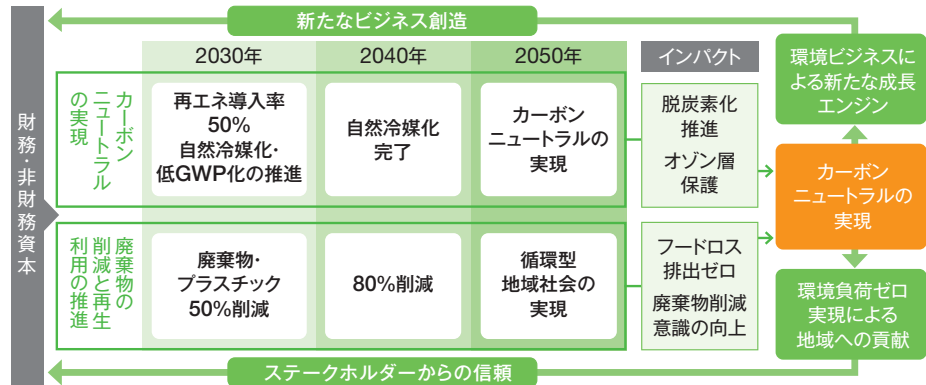 新たなビジネス創造
2030年
2040年
2050年
インパクト
財務・非財務資本
カーボン
ニュートラル
の実現
再エネ導入率
50%
自然冷媒化・
低GWP化の推進
自然冷媒化
完了
カーボン
ニュートラルの
実現
脱炭素化
推進
オゾン層
保護
廃棄物の
削減と再生
利用の推進
廃棄物・
プラスチック
50%削減
80%削減
循環型
地域社会の
実現
フードロス
排出ゼロ
廃棄物削減
意識の向上
環境ビジネスに
よる新たな成長
エンジン
カーボン
ニュートラルの
実現
環境負荷ゼロ
実現による
地域への貢献
ステークホルダーからの信頼